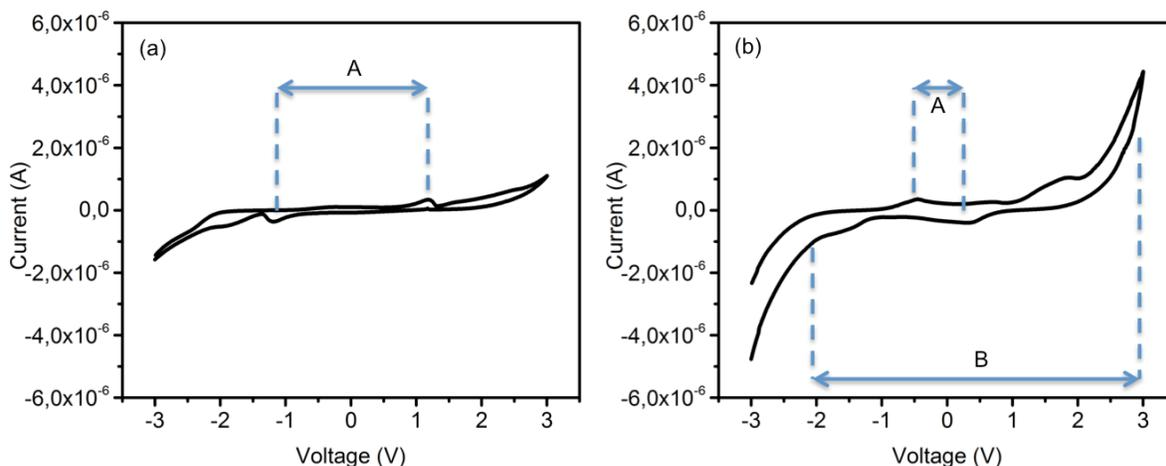 (a)
Current (A)
6,0x10⁻⁶
4,0x10⁻⁶
2,0x10⁻⁶
0,0
-2,0x10⁻⁶
-4,0x10⁻⁶
-6,0x10⁻⁶
A
-3 -2 -1 0 1 2 3
Voltage (V)
(b)
Current (A)
6,0x10⁻⁶
4,0x10⁻⁶
2,0x10⁻⁶
0,0
-2,0x10⁻⁶
-4,0x10⁻⁶
-6,0x10⁻⁶
A
B
-3 -2 -1 0 1 2 3
Voltage (V)